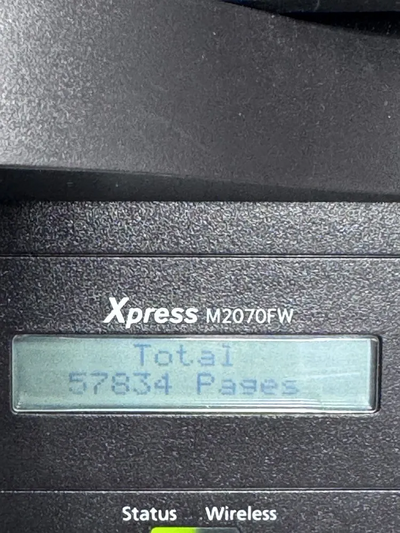 Xpress M2070FW
Total
57834 Pages
Status Wireless